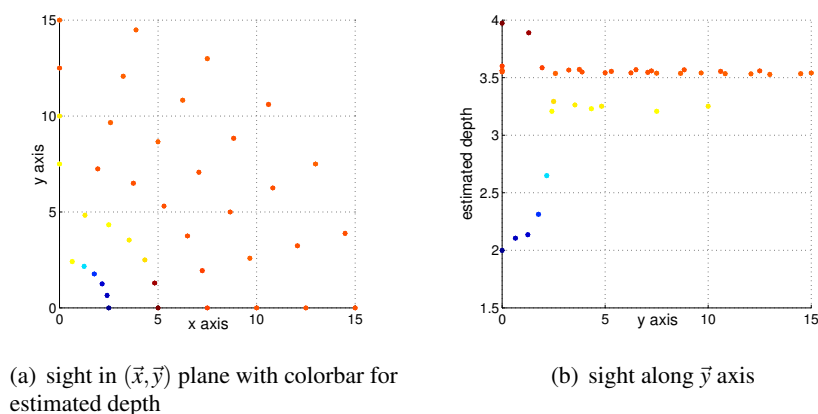 15
10
5
0
y axis
0
5
10
15
x axis
4
3.5
3
2.5
2
1.5
estimated depth
0
5
10
15
y axis
(a) sight in (x⃗,y⃗) plane with colorbar for
estimated depth
(b) sight along y⃗ axis